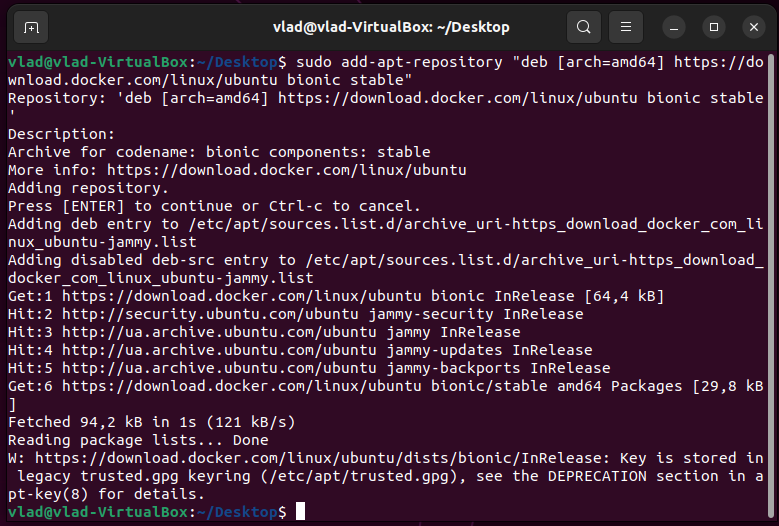 vlad@vlad-VirtualBox: ~/Desktop
vlad@vlad-VirtualBox:~/Desktop$ sudo add-apt-repository "deb [arch=amd64] https://do
wnload.docker.com/linux/ubuntu bionic stable"
Repository: 'deb [arch=amd64] https://download.docker.com/linux/ubuntu bionic stable
'
Description:
Archive for codename: bionic components: stable
More info: https://download.docker.com/linux/ubuntu
Adding repository.
Press [ENTER] to continue or Ctrl-c to cancel.
Adding deb entry to /etc/apt/sources.list.d/archive_uri-https_download_docker_com_li
nux_ubuntu-jammy.list
Adding disabled deb-src entry to /etc/apt/sources.list.d/archive_uri-https_download_
docker_com_linux_ubuntu-jammy.list
Get:1 https://download.docker.com/linux/ubuntu bionic InRelease [64,4 kB]
Hit:2 http://security.ubuntu.com/ubuntu jammy-security InRelease
Hit:3 http://ua.archive.ubuntu.com/ubuntu jammy InRelease
Hit:4 http://ua.archive.ubuntu.com/ubuntu jammy-updates InRelease
Hit:5 http://ua.archive.ubuntu.com/ubuntu jammy-backports InRelease
Get:6 https://download.docker.com/linux/ubuntu bionic/stable amd64 Packages [29,8 kB
]
Fetched 94,2 kB in 1s (121 kB/s)
Reading package lists... Done
W: https://download.docker.com/linux/ubuntu/dists/bionic/InRelease: Key is stored in
 legacy trusted.gpg keyring (/etc/apt/trusted.gpg), see the DEPRECATION section in a
pt-key(8) for details.
vlad@vlad-VirtualBox:~/Desktop$